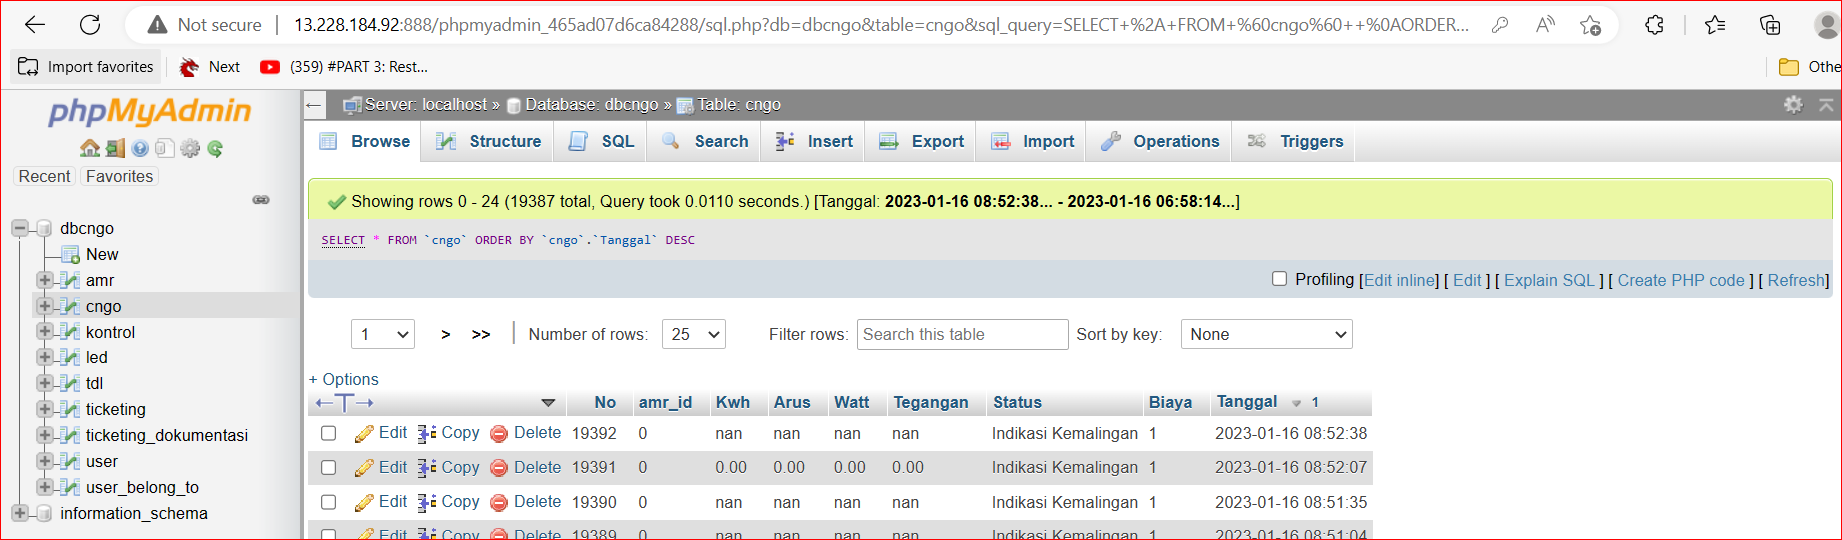 Not secure 13.228.184.92:888/phpmyadmin_465ad07d6ca84288/sql.php?db=dbcngo&table=cngo&sql_query=SELECT+%2A+FROM+%60cngo%60++%0AORDER...
Import favorites Next (359) #PART 3: Rest... Othe
phpMyAdmin
Recent Favorites
dbcngo
New
amr
cngo
kontrol
led
tdl
ticketing
ticketing_dokumentasi
user
user_belong_to
information_schema
Server: localhost » Database: dbcngo » Table: cngo
Browse Structure SQL Search Insert Export Import Operations Triggers
Showing rows 0 - 24 (19387 total, Query took 0.0110 seconds.) [Tanggal: 2023-01-16 08:52:38... - 2023-01-16 06:58:14...]
SELECT * FROM `cngo` ORDER BY `cngo`.`Tanggal` DESC
Profiling [Edit inline] [ Edit ] [ Explain SQL ] [ Create PHP code ] [ Refresh]
1 > >> Number of rows: 25 Filter rows: Search this table Sort by key: None
+ Options
No amr_id Kwh Arus Watt Tegangan Status Biaya Tanggal 1
Edit Copy Delete 19392 0 nan nan nan nan Indikasi Kemalingan 1 2023-01-16 08:52:38
Edit Copy Delete 19391 0 0.00 0.00 0.00 0.00 Indikasi Kemalingan 1 2023-01-16 08:52:07
Edit Copy Delete 19390 0 nan nan nan nan Indikasi Kemalingan 1 2023-01-16 08:51:35
Edit Copy Delete 19389 0 nan nan nan nan Indikasi Kemalingan 1 2023-01-16 08:51:04